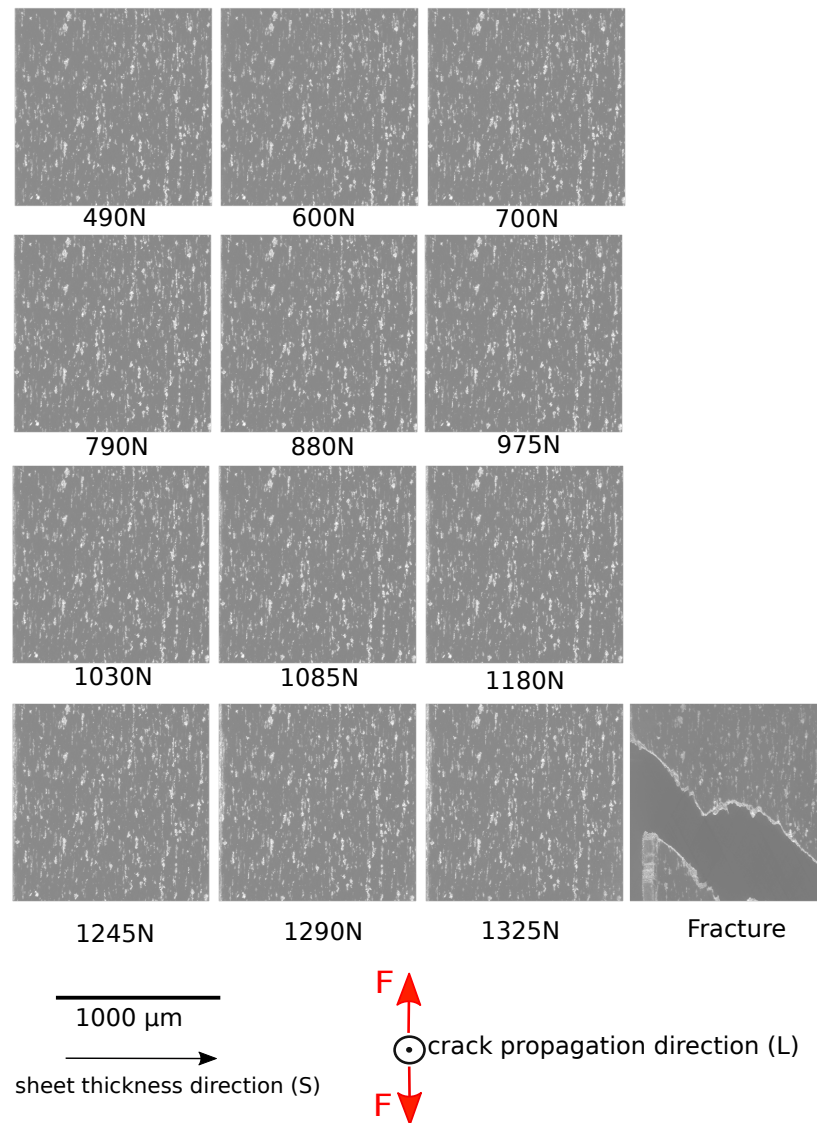 490N 600N 700N
790N 880N 975N
1030N 1085N 1180N
1245N 1290N 1325N Fracture
1000 µm
sheet thickness direction (S)
F
crack propagation direction (L)
F